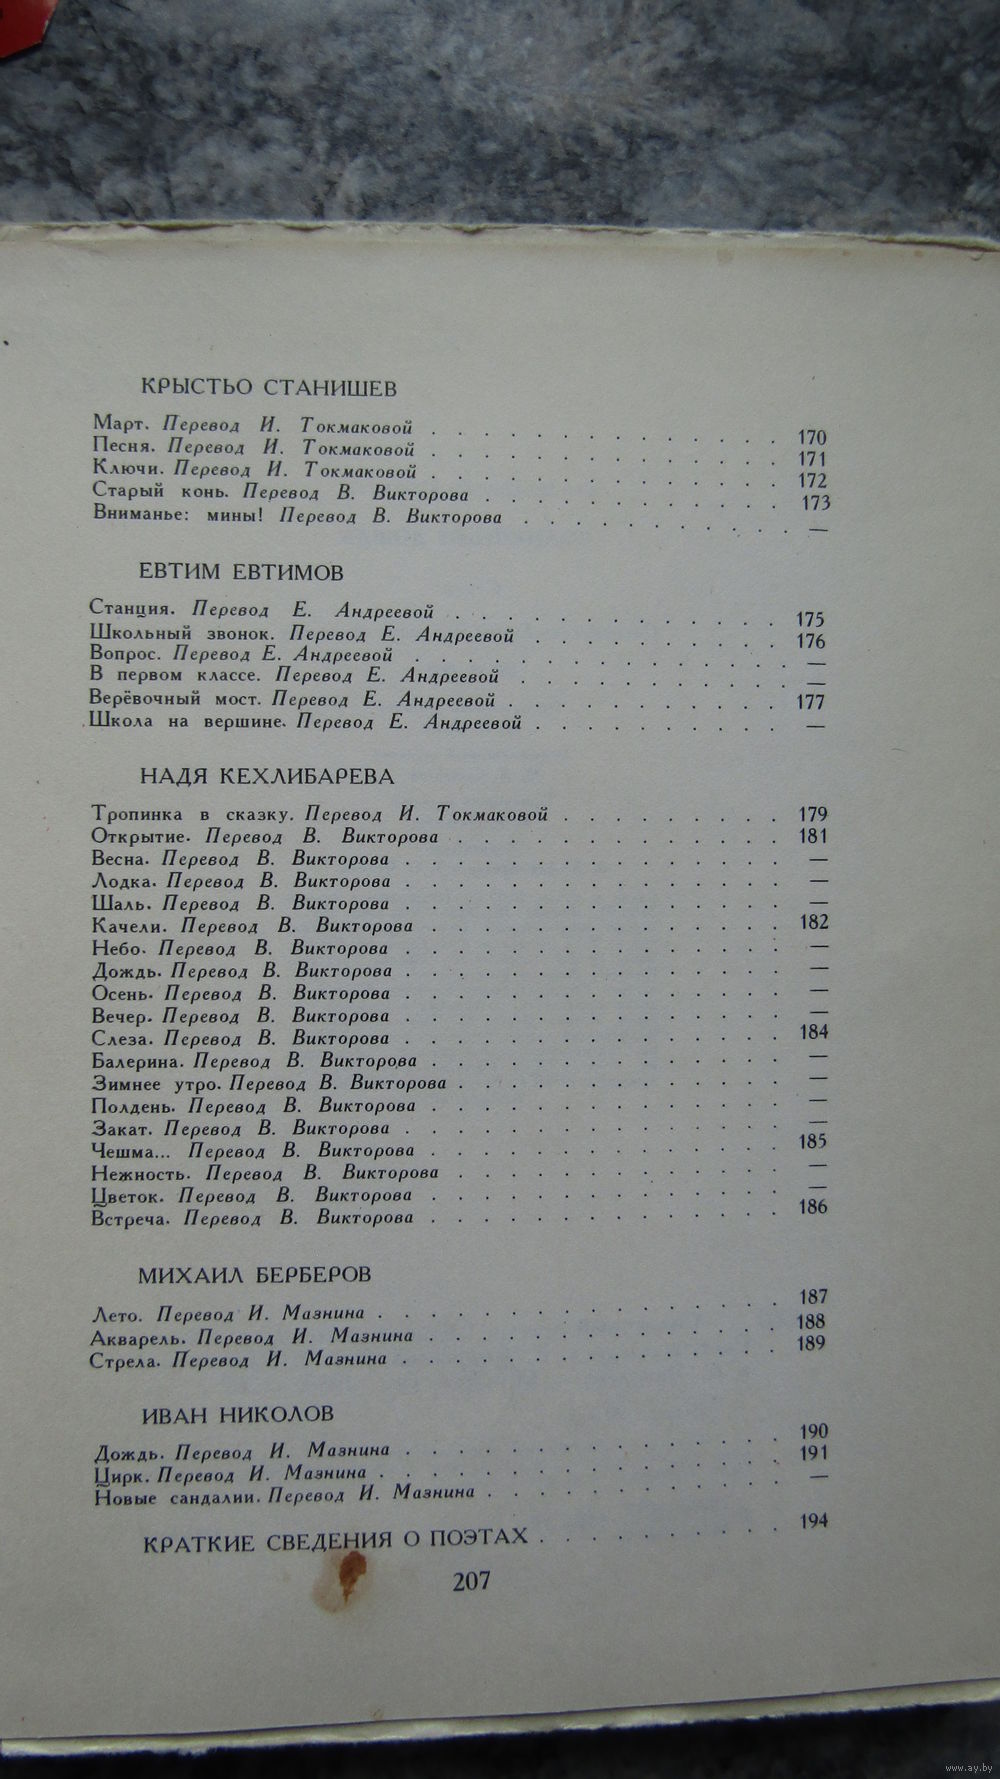 КРЫСТЬО СТАНИШЕВ
Март. Перевод И. Токмаковой . . . . . . . . . . . . . . 170
Песня. Перевод И. Токмаковой . . . . . . . . . . . . . . 171
Ключи. Перевод И. Токмаковой . . . . . . . . . . . . . . 172
Старый конь. Перевод В. Викторова . . . . . . . . . . . . 173
Вниманье: мины! Перевод В. Викторова . . . . . . . . . . . —
ЕВТИМ ЕВТИМОВ
Станция. Перевод Е. Андреевой . . . . . . . . . . . . . 175
Школьный звонок. Перевод Е. Андреевой . . . . . . . . . . 176
Вопрос. Перевод Е. Андреевой . . . . . . . . . . . . . . —
В первом классе. Перевод Е. Андреевой . . . . . . . . . . —
Верёвочный мост. Перевод Е. Андреевой . . . . . . . . . . . 177
Школа на вершине. Перевод Е. Андреевой . . . . . . . . . . —
НАДЯ КЕХЛИБАРЕВА
Тропинка в сказку. Перевод И. Токмаковой . . . . . . . . . 179
Открытие. Перевод В. Викторова . . . . . . . . . . . . . 181
Весна. Перевод В. Викторова . . . . . . . . . . . . . . . —
Лодка. Перевод В. Викторова . . . . . . . . . . . . . . . —
Шаль. Перевод В. Викторова . . . . . . . . . . . . . . . —
Качели. Перевод В. Викторова . . . . . . . . . . . . . . 182
Небо. Перевод В. Викторова . . . . . . . . . . . . . . . —
Дождь. Перевод В. Викторова . . . . . . . . . . . . . . . —
Осень. Перевод В. Викторова . . . . . . . . . . . . . . . —
Вечер. Перевод В. Викторова . . . . . . . . . . . . . . . —
Слеза. Перевод В. Викторова . . . . . . . . . . . . . . . 184
Балерина. Перевод В. Викторова . . . . . . . . . . . . . . —
Зимнее утро. Перевод В. Викторова . . . . . . . . . . . . . —
Полдень. Перевод В. Викторова . . . . . . . . . . . . . . —
Закат. Перевод В. Викторова . . . . . . . . . . . . . . . —
Чешма... Перевод В. Викторова . . . . . . . . . . . . . . 185
Нежность. Перевод В. Викторова . . . . . . . . . . . . . —
Цветок. Перевод В. Викторова . . . . . . . . . . . . . . —
Встреча. Перевод В. Викторова . . . . . . . . . . . . . . 186
МИХАИЛ БЕРБЕРОВ
Лето. Перевод И. Мазнина . . . . . . . . . . . . . . . . 187
Акварель. Перевод И. Мазнина . . . . . . . . . . . . . . 188
Стрела. Перевод И. Мазнина . . . . . . . . . . . . . . . 189
ИВАН НИКОЛОВ
Дождь. Перевод И. Мазнина . . . . . . . . . . . . . . . 190
Цирк. Перевод И. Мазнина . . . . . . . . . . . . . . . . 191
Новые сандалии. Перевод И. Мазнина . . . . . . . . . . . . —
КРАТКИЕ СВЕДЕНИЯ О ПОЭТАХ . . . . . . . . . . 194
207
www.ay.by